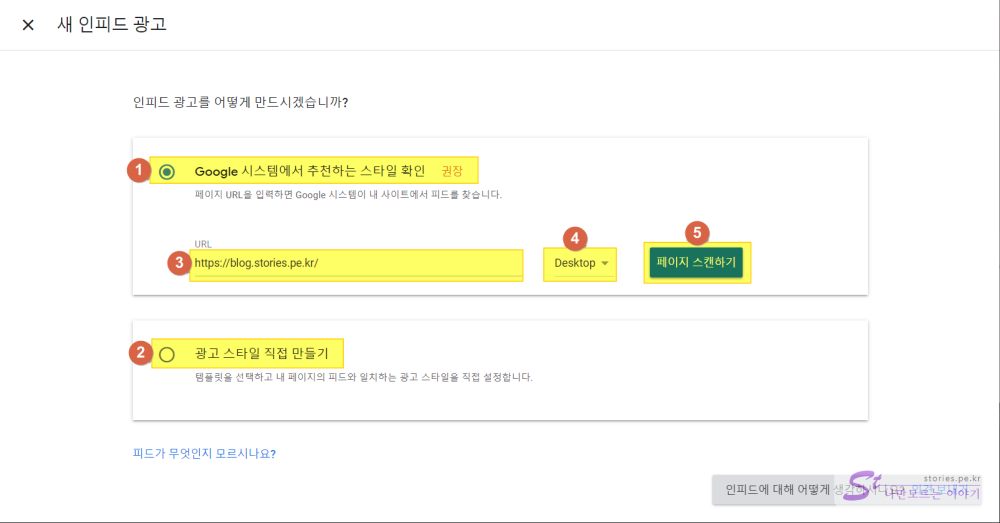 × 새 인피드 광고
인피드 광고를 어떻게 만드시겠습니까?
1 Google 시스템에서 추천하는 스타일 확인 권장
페이지 URL을 입력하면 Google 시스템이 내 사이트에서 피드를 찾습니다.
URL
3 https://blog.stories.pe.kr/ 4 Desktop 5 페이지 스캔하기
2 광고 스타일 직접 만들기
템플릿을 선택하고 내 페이지의 피드와 일치하는 광고 스타일을 직접 설정합니다.
피드가 무엇인지 모르시나요?
인피드에 대해 어떻게 생각하시나요?
St stories.pe.kr
나만모르는 이야기